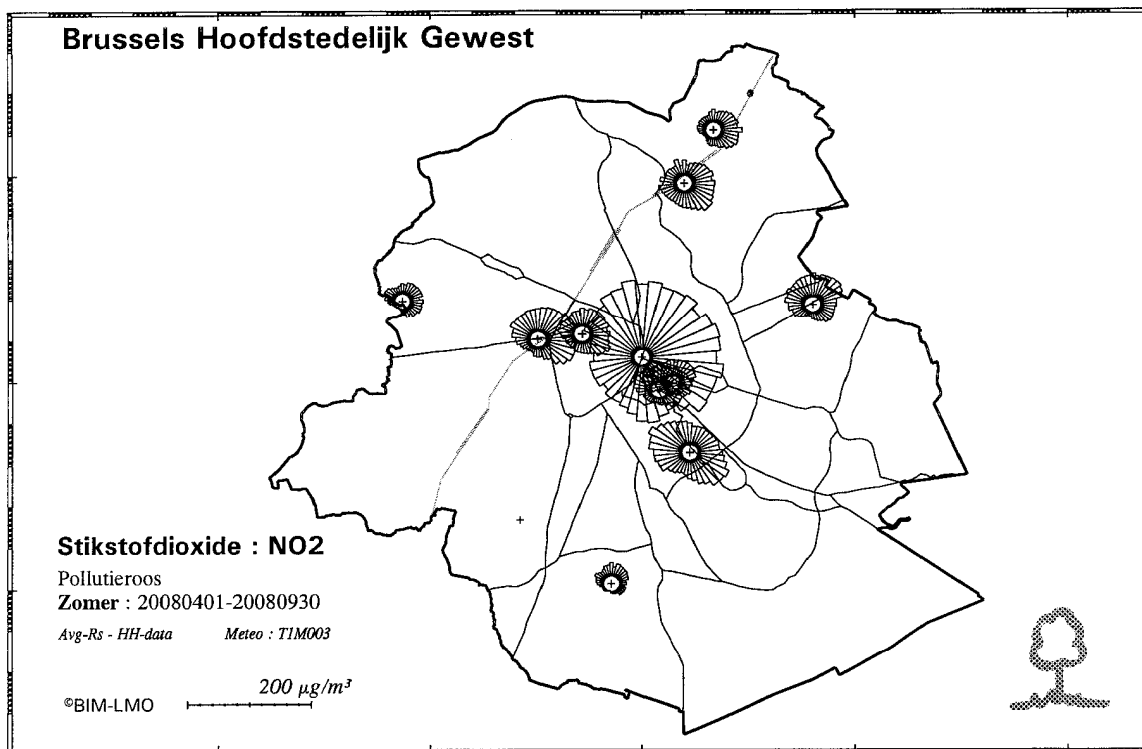 Brussels Hoofdstedelijk Gewest
Stikstofdioxide : NO2
Pollutieroos
Zomer : 20080401-20080930
Avg-Rs - HH-data Meteo : T1M003
200 µg/m³
©BIM-LMO